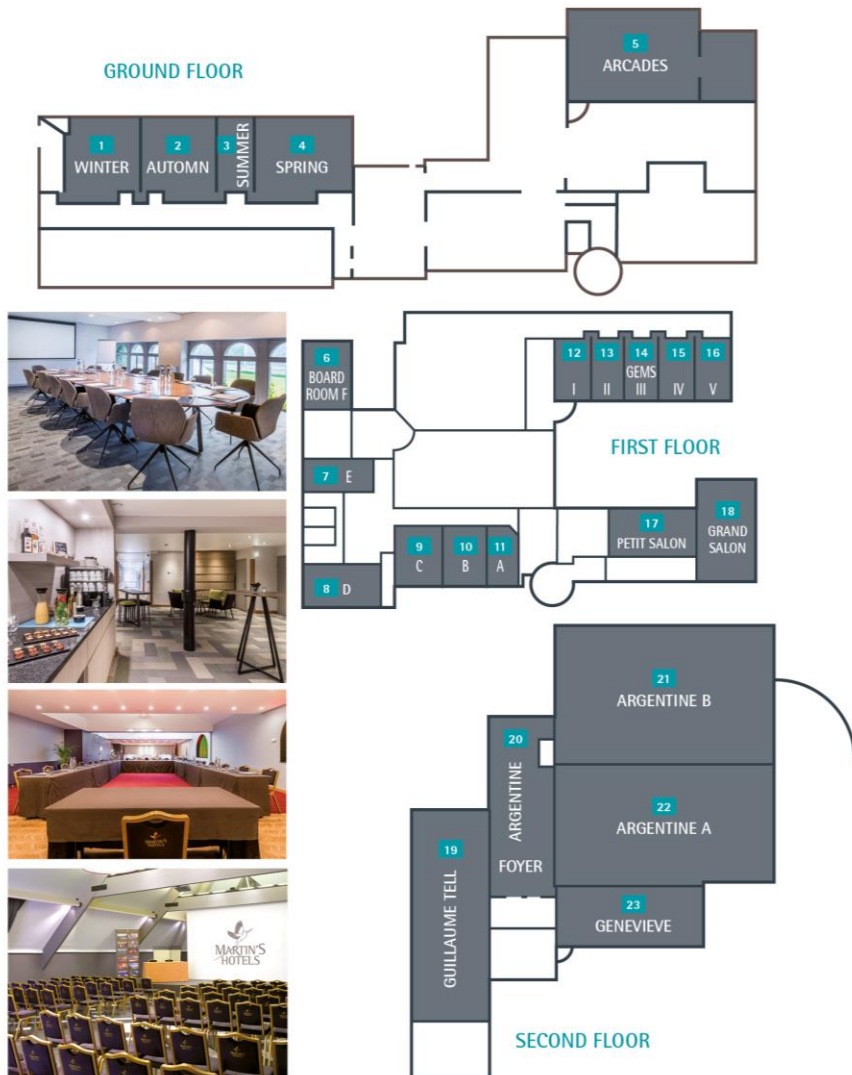 GROUND FLOOR
1
WINTER
2
AUTOMN
3
SUMMER
4
SPRING
5
ARCADES
FIRST FLOOR
6
BOARD
ROOM F
7 E
8 D
9
C
10
B
11
A
12
I
13
II
14
GEMS
III
15
IV
16
V
17
PETIT SALON
18
GRAND
SALON
MARTIN'S
HOTELS
MARTIN'S
HOTELS
SECOND FLOOR
19
GUILLAUME TELL
20
ARGENTINE
FOYER
21
ARGENTINE B
22
ARGENTINE A
23
GENEVIEVE